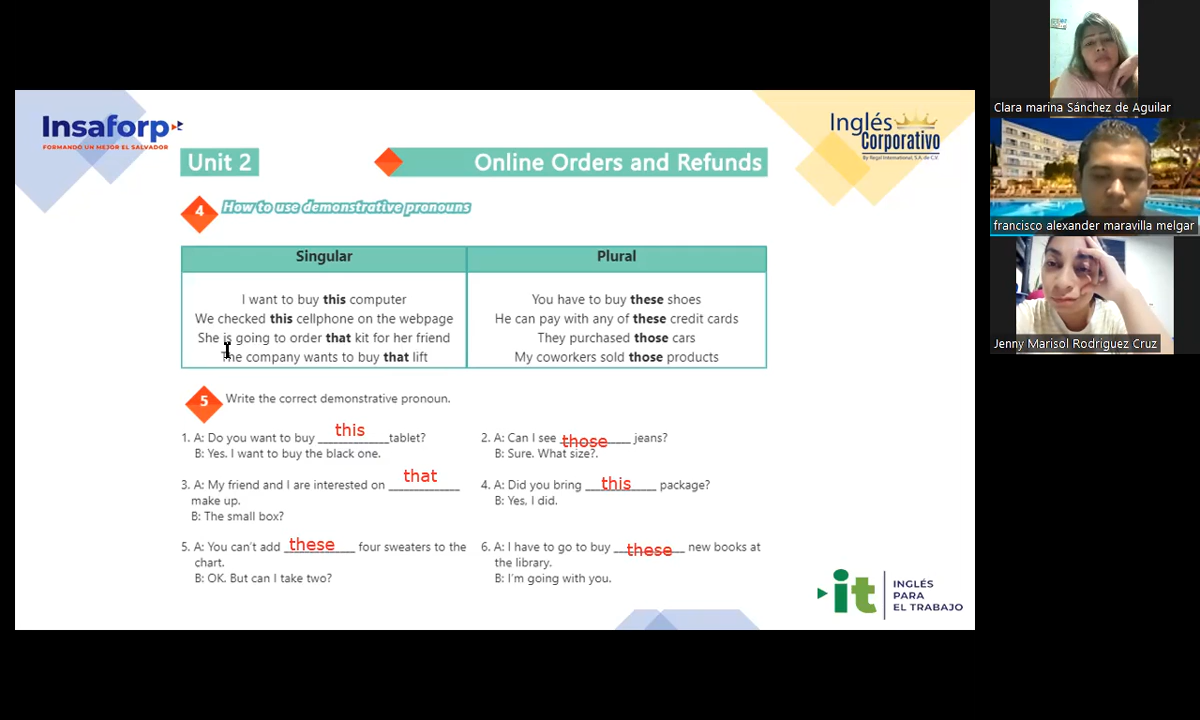 Insaforp
FORMANDO UN MEJOR EL SALVADOR
Inglés
Corporativo
By Regal International, S.A. de C.V.
Unit 2
Online Orders and Refunds
4
How to use demonstrative pronouns
Singular
Plural
I want to buy this computer
We checked this cellphone on the webpage
She is going to order that kit for her friend
The company wants to buy that lift
You have to buy these shoes
He can pay with any of these credit cards
They purchased those cars
My coworkers sold those products
5
Write the correct demonstrative pronoun.
1. A: Do you want to buy this tablet?
B: Yes. I want to buy the black one.
2. A: Can I see those jeans?
B: Sure. What size?.
3. A: My friend and I are interested on that
make up.
B: The small box?
4. A: Did you bring this package?
B: Yes, I did.
5. A: You can't add these four sweaters to the
chart.
B: OK. But can I take two?
6. A: I have to go to buy these new books at
the library.
B: I'm going with you.
it
INGLÉS
PARA
EL TRABAJO
Clara marina Sánchez de Aguilar
francisco alexander maravilla melgar
Jenny Marisol Rodriguez Cruz